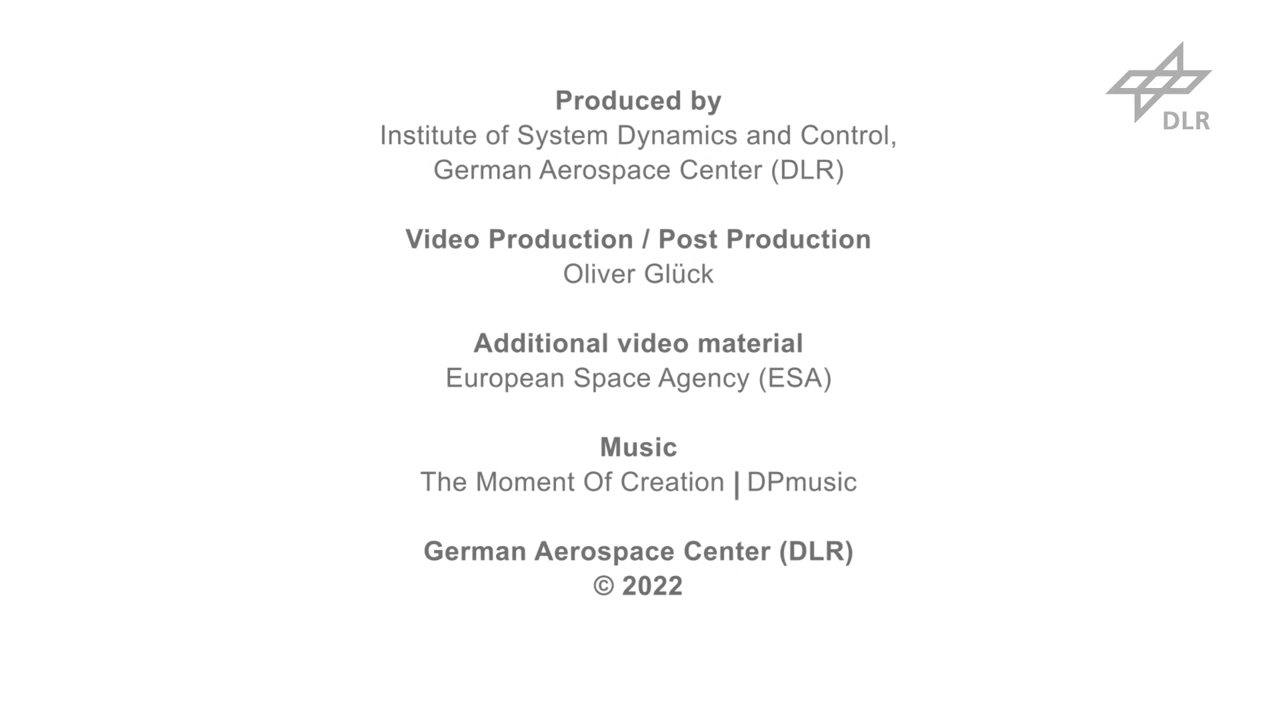 Produced by
Institute of System Dynamics and Control,
German Aerospace Center (DLR)
Video Production / Post Production
Oliver Glück
Additional video material
European Space Agency (ESA)
Music
The Moment Of Creation | DPmusic
German Aerospace Center (DLR)
© 2022
DLR